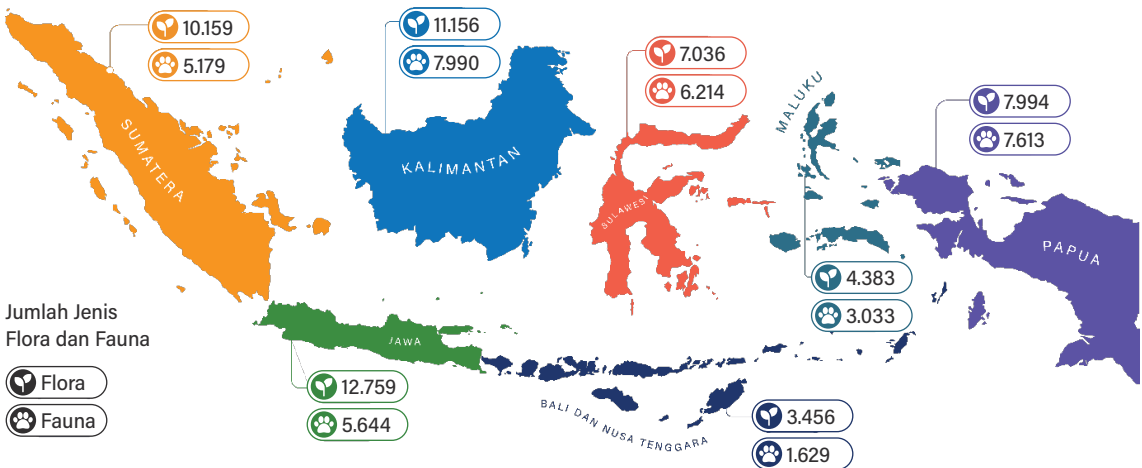 10.159
5.179
SUMATERA
11.156
7.990
KALIMANTAN
7.036
6.214
SULAWESI
MALUKU
4.383
3.033
7.994
7.613
PAPUA
Jumlah Jenis
Flora dan Fauna
Flora
Fauna
JAWA
12.759
5.644
BALI DAN NUSA TENGGARA
3.456
1.629